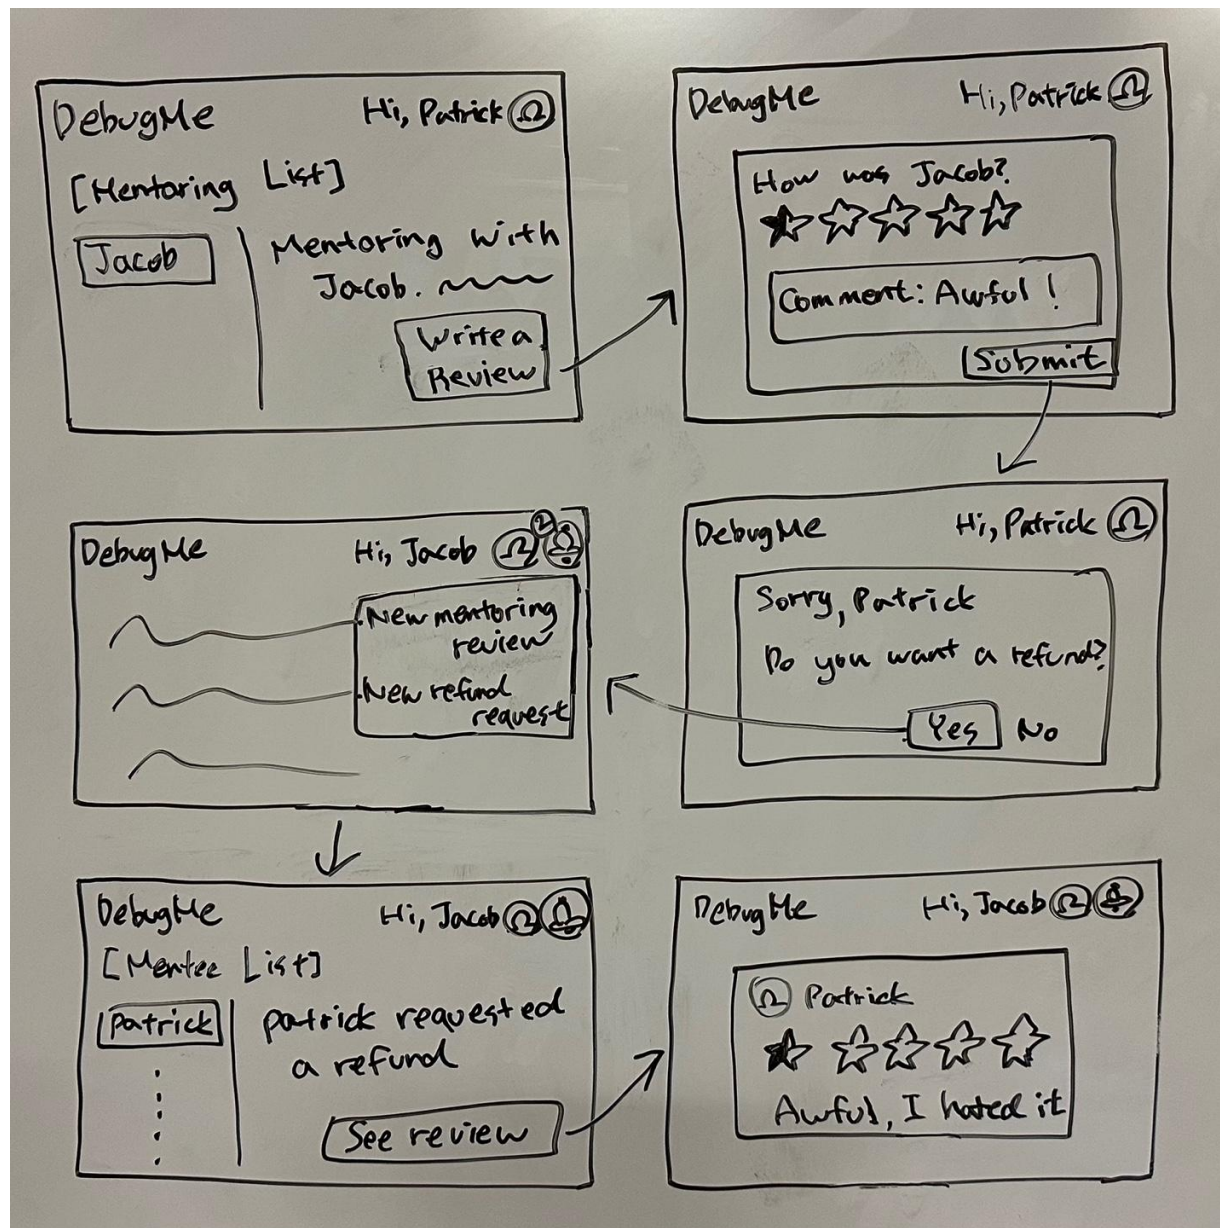 DebugMe Hi, Patrick
[Mentoring List]
Jacob
Mentoring with
Jacob.
Write a
Review
DebugMe Hi, Patrick
How was Jacob?
Comment: Awful!
Submit
DebugMe Hi, Patrick
Sorry, Patrick
Do you want a refund?
Yes No
DebugMe Hi, Jacob 2
New mentoring
review
New refund
request
DebugMe Hi, Jacob
[Mentee List]
Patrick
patrick requested
a refund
See review
DebugMe Hi, Jacob
Patrick
Awful, I hated it